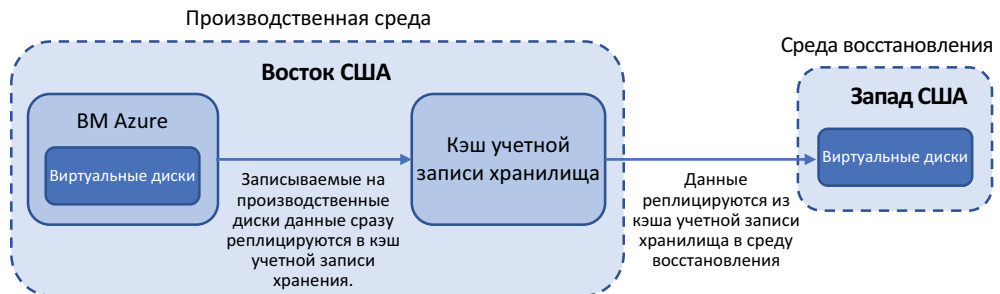 Производственная среда
Среда восстановления
Восток США
Запад США
ВМ Azure
Виртуальные диски
Кэш учетной
записи хранилища
Виртуальные диски
Записываемые на
производственные
диски данные сразу
реплицируются в кэш
учетной записи
хранения.
Данные
реплицируются из
кэша учетной записи
хранилища в среду
восстановления